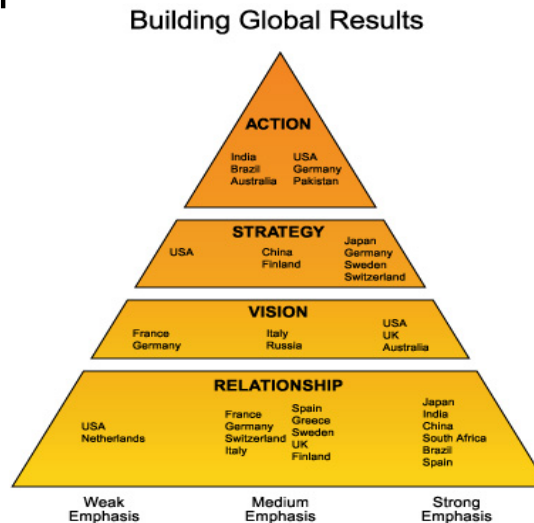 Building Global Results
ACTION
India USA
Brazil Germany
Australia Pakistan
STRATEGY
USA China Japan
Finland Germany
Sweden
Switzerland
VISION
France Italy USA
Germany Russia UK
Australia
RELATIONSHIP
USA France Spain Japan
Netherlands Germany Greece India
Switzerland Sweden China
Italy UK South Africa
Finland Brazil
Spain
Weak Medium Strong
Emphasis Emphasis Emphasis